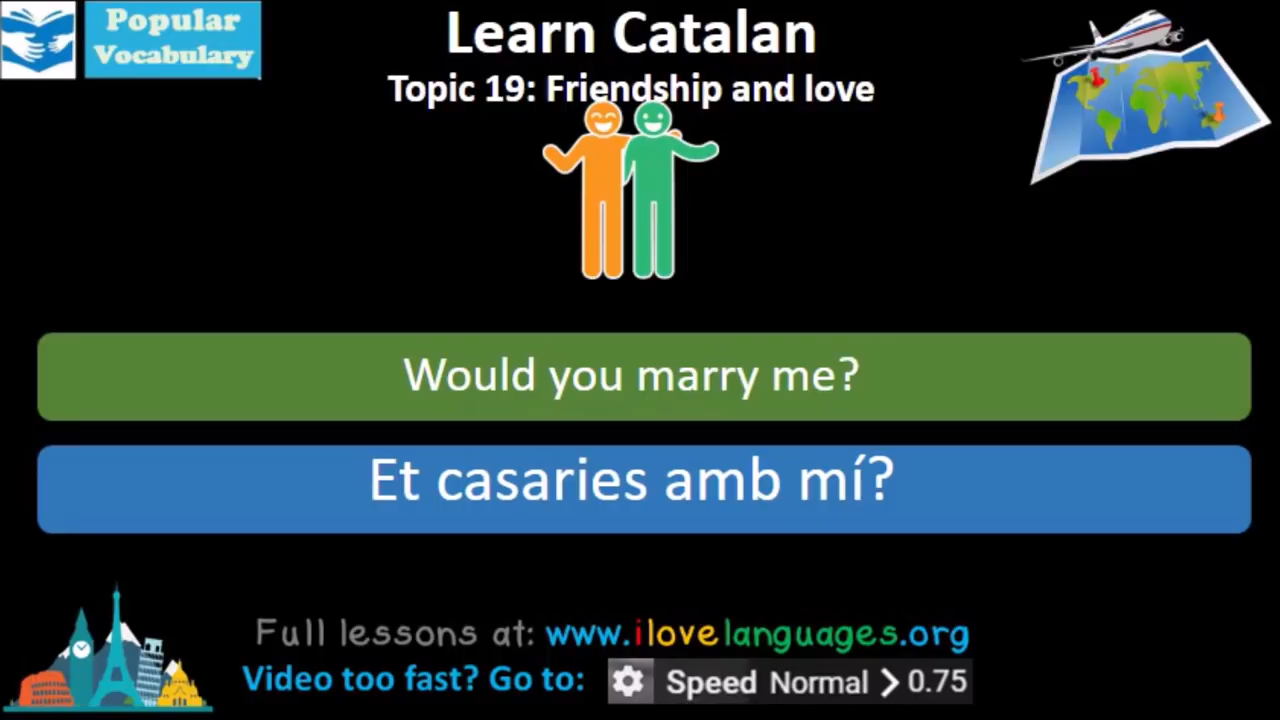 Popular
Vocabulary
Learn Catalan
Topic 19: Friendship and love
Would you marry me?
Et casaries amb mí?
Full lessons at: www.ilovelanguages.org
Video too fast? Go to: Speed Normal > 0.75